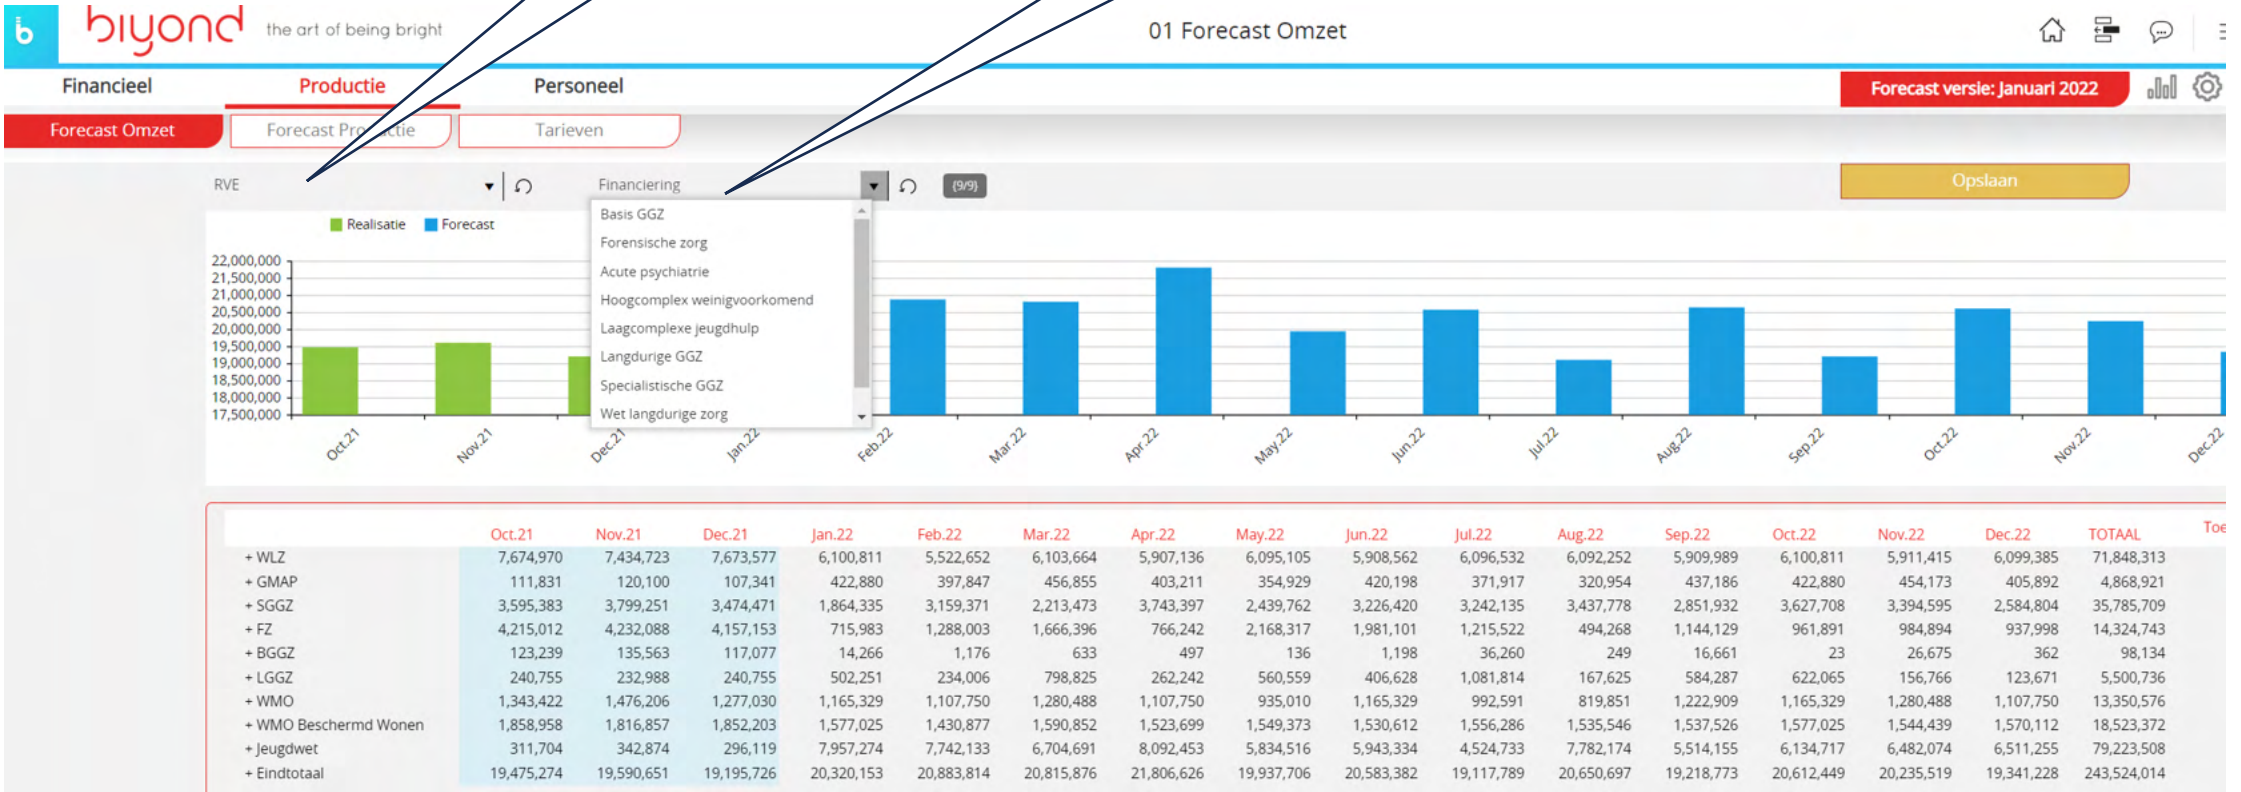 b biyond the art of being bright 01 Forecast Omzet
Financieel Productie Personeel Forecast versie: Januari 2022
Forecast Omzet Forecast Productie Tarieven
RVE Financiering (9/9) Opslaan
Realisatie Forecast
Basis GGZ
Forensische zorg
Acute psychiatrie
Hoogcomplex weinigvoorkomend
Laagcomplexe jeugdhulp
Langdurige GGZ
Specialistische GGZ
Wet langdurige zorg
22,000,000
21,500,000
21,000,000
20,500,000
20,000,000
19,500,000
19,000,000
18,500,000
18,000,000
17,500,000
Oct.21 Nov.21 Dec.21 Jan.22 Feb.22 Mar.22 Apr.22 May.22 Jun.22 Jul.22 Aug.22 Sep.22 Oct.22 Nov.22 Dec.22
Oct.21 Nov.21 Dec.21 Jan.22 Feb.22 Mar.22 Apr.22 May.22 Jun.22 Jul.22 Aug.22 Sep.22 Oct.22 Nov.22 Dec.22 TOTAAL Toe
+ WLZ 7,674,970 7,434,723 7,673,577 6,100,811 5,522,652 6,103,664 5,907,136 6,095,105 5,908,562 6,096,532 6,092,252 5,909,989 6,100,811 5,911,415 6,099,385 71,848,313
+ GMAP 111,831 120,100 107,341 422,880 397,847 456,855 403,211 354,929 420,198 371,917 320,954 437,186 422,880 454,173 405,892 4,868,921
+ SGGZ 3,595,383 3,799,251 3,474,471 1,864,335 3,159,371 2,213,473 3,743,397 2,439,762 3,226,420 3,242,135 3,437,778 2,851,932 3,627,708 3,394,595 2,584,804 35,785,709
+ FZ 4,215,012 4,232,088 4,157,153 715,983 1,288,003 1,666,396 766,242 2,168,317 1,981,101 1,215,522 494,268 1,144,129 961,891 984,894 937,998 14,324,743
+ BGGZ 123,239 135,563 117,077 14,266 1,176 633 497 136 1,198 36,260 249 16,661 23 26,675 362 98,134
+ LGGZ 240,755 232,988 240,755 502,251 234,006 798,825 262,242 560,559 406,628 1,081,814 167,625 584,287 622,065 156,766 123,671 5,500,736
+ WMO 1,343,422 1,476,206 1,277,030 1,165,329 1,107,750 1,280,488 1,107,750 935,010 1,165,329 992,591 819,851 1,222,909 1,165,329 1,280,488 1,107,750 13,350,576
+ WMO Beschermd Wonen 1,858,958 1,816,857 1,852,203 1,577,025 1,430,877 1,590,852 1,523,699 1,549,373 1,530,612 1,556,286 1,535,546 1,537,526 1,577,025 1,544,439 1,570,112 18,523,372
+ Jeugdwet 311,704 342,874 296,119 7,957,274 7,742,133 6,704,691 8,092,453 5,834,516 5,943,334 4,524,733 7,782,174 5,514,155 6,134,717 6,482,074 6,511,255 79,223,508
+ Eindtotaal 19,475,274 19,590,651 19,195,726 20,320,153 20,883,814 20,815,876 21,806,626 19,937,706 20,583,382 19,117,789 20,650,697 19,218,773 20,612,449 20,235,519 19,341,228 243,524,014